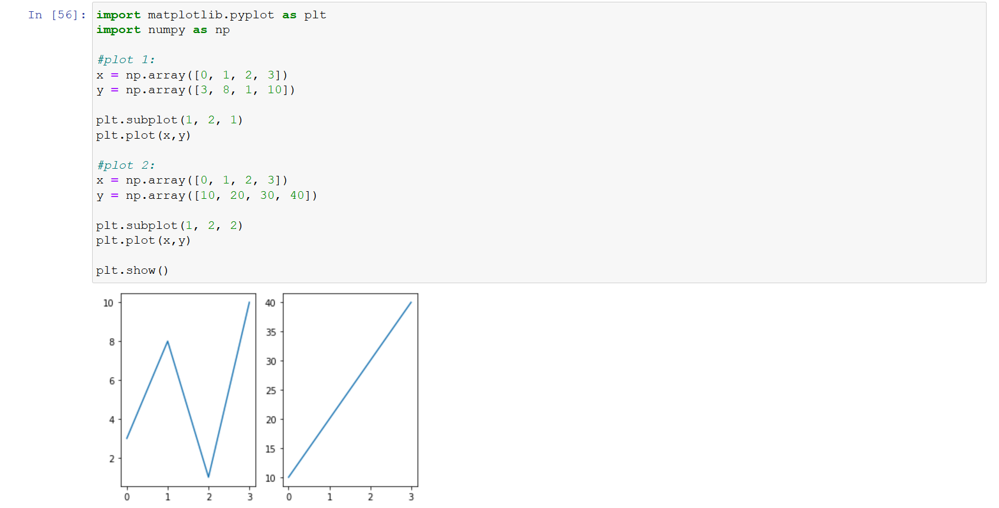 In [56]: import matplotlib.pyplot as plt
import numpy as np
#plot 1:
x = np.array([0, 1, 2, 3])
y = np.array([3, 8, 1, 10])
plt.subplot(1, 2, 1)
plt.plot(x,y)
#plot 2:
x = np.array([0, 1, 2, 3])
y = np.array([10, 20, 30, 40])
plt.subplot(1, 2, 2)
plt.plot(x,y)
plt.show()
10
8
6
4
2
0 1 2 3
40
35
30
25
20
15
10
0 1 2 3